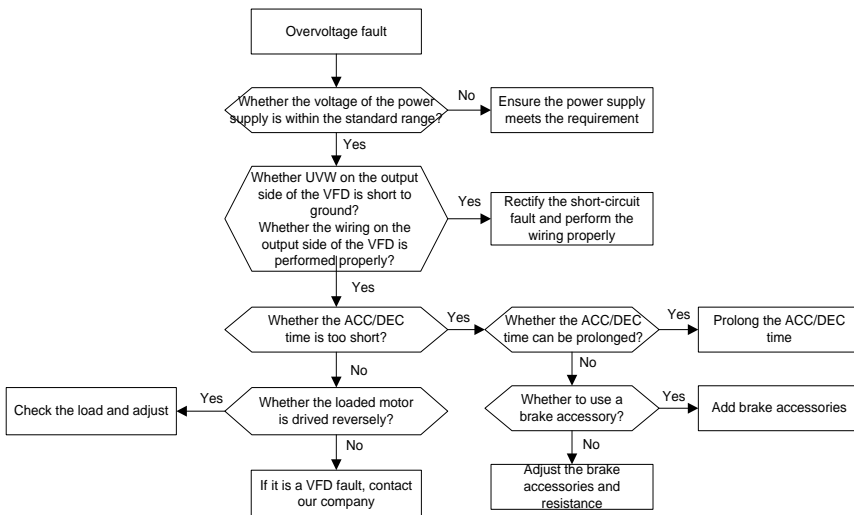 Overvoltage fault
Whether the voltage of the power
supply is within the standard range?
No
Ensure the power supply
meets the requirement
Yes
Whether UVW on the output
side of the VFD is short to
ground?
Whether the wiring on the
output side of the VFD is
performed properly?
Yes
Rectify the short-circuit
fault and perform the
wiring properly
Yes
Whether the ACC/DEC
time is too short?
Yes
Whether the ACC/DEC
time can be prolonged?
Yes
Prolong the ACC/DEC
time
No
No
Check the load and adjust
Yes
Whether the loaded motor
is drived reversely?
Whether to use a
brake accessory?
Yes
Add brake accessories
No
No
If it is a VFD fault, contact
our company
Adjust the brake
accessories and
resistance